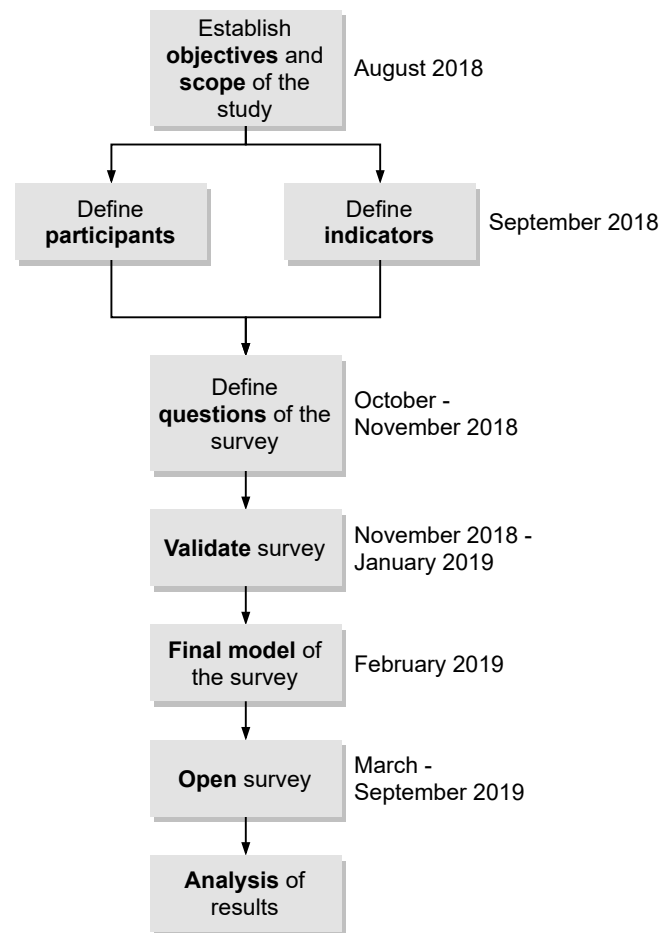 Establish
objectives and
scope of the
study
August 2018
Define
participants
Define
indicators
September 2018
Define
questions of the
survey
October -
November 2018
Validate survey
November 2018 -
January 2019
Final model of
the survey
February 2019
Open survey
March -
September 2019
Analysis of
results